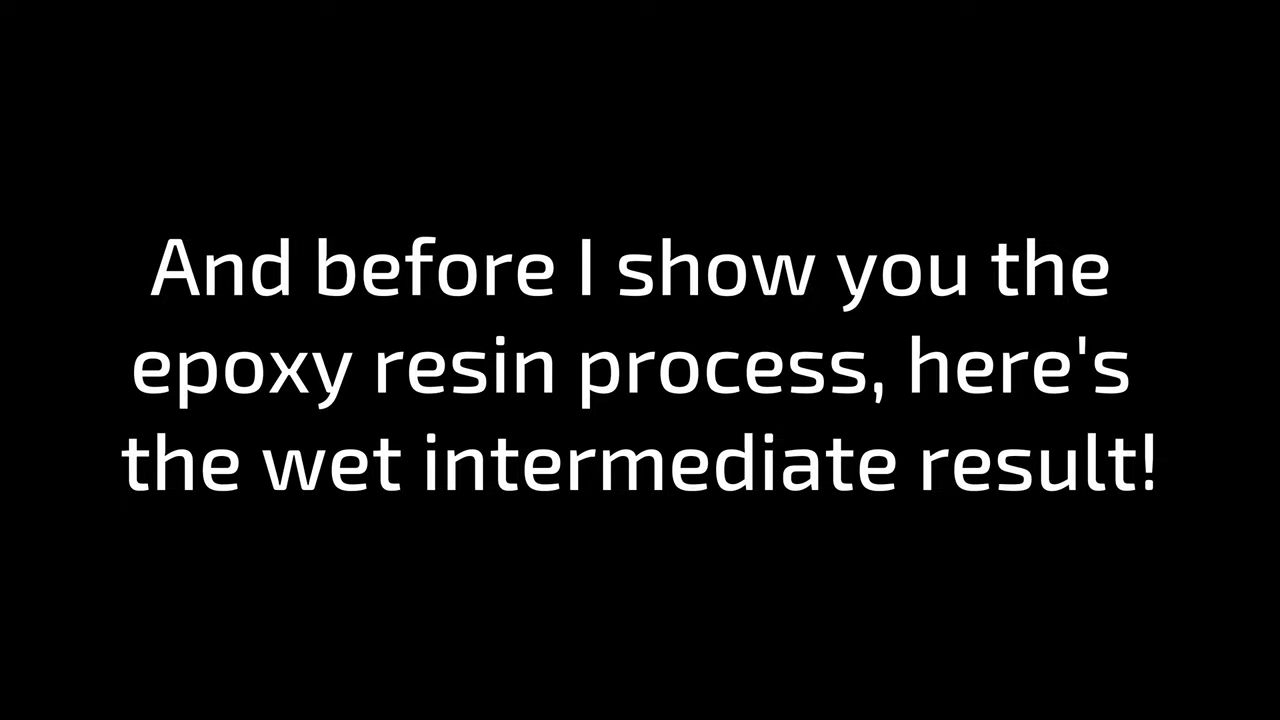 And before I show you the
epoxy resin process, here's
the wet intermediate result!